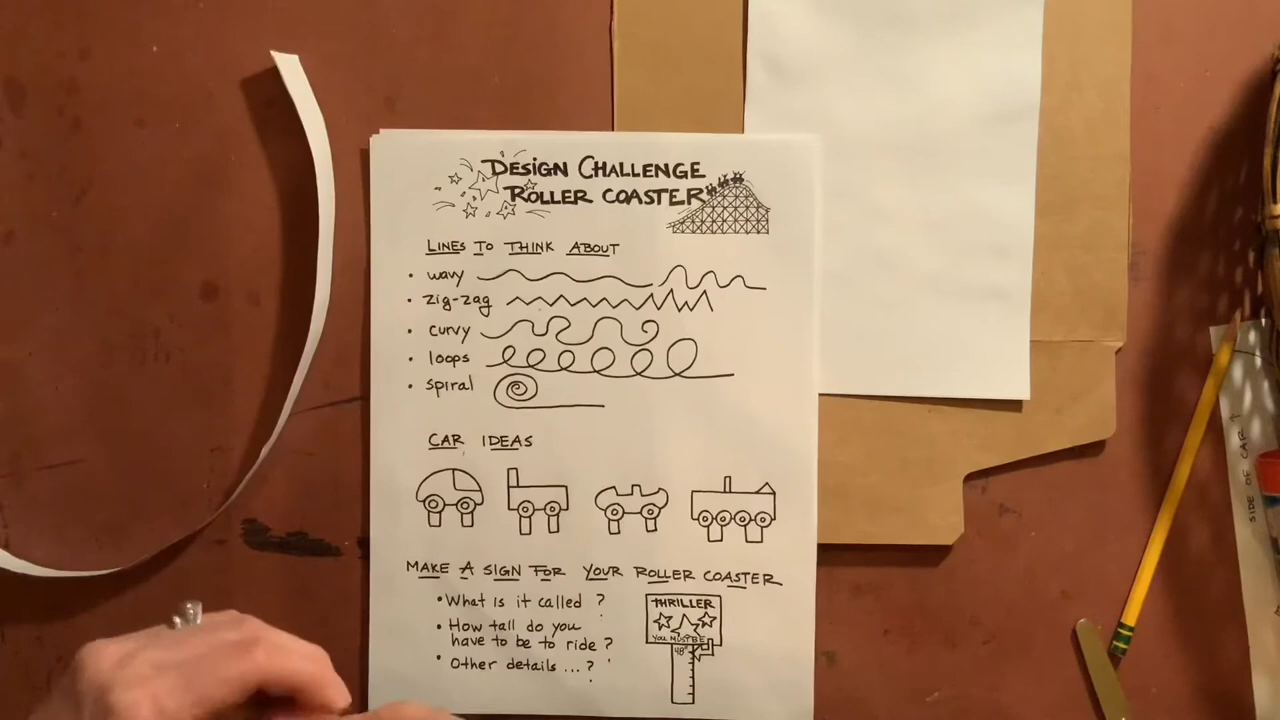 DESIGN CHALLENGE
ROLLER COASTER
LINES TO THINK ABOUT
• wavy
• zig-zag
• curvy
• loops
• spiral
CAR IDEAS
MAKE A SIGN FOR YOUR ROLLER COASTER
• What is it called ?
• How tall do you
have to be to ride ?
• Other details ... ?
THRILLER
YOU MUST BE
48"
SIDE OF CAR ↑